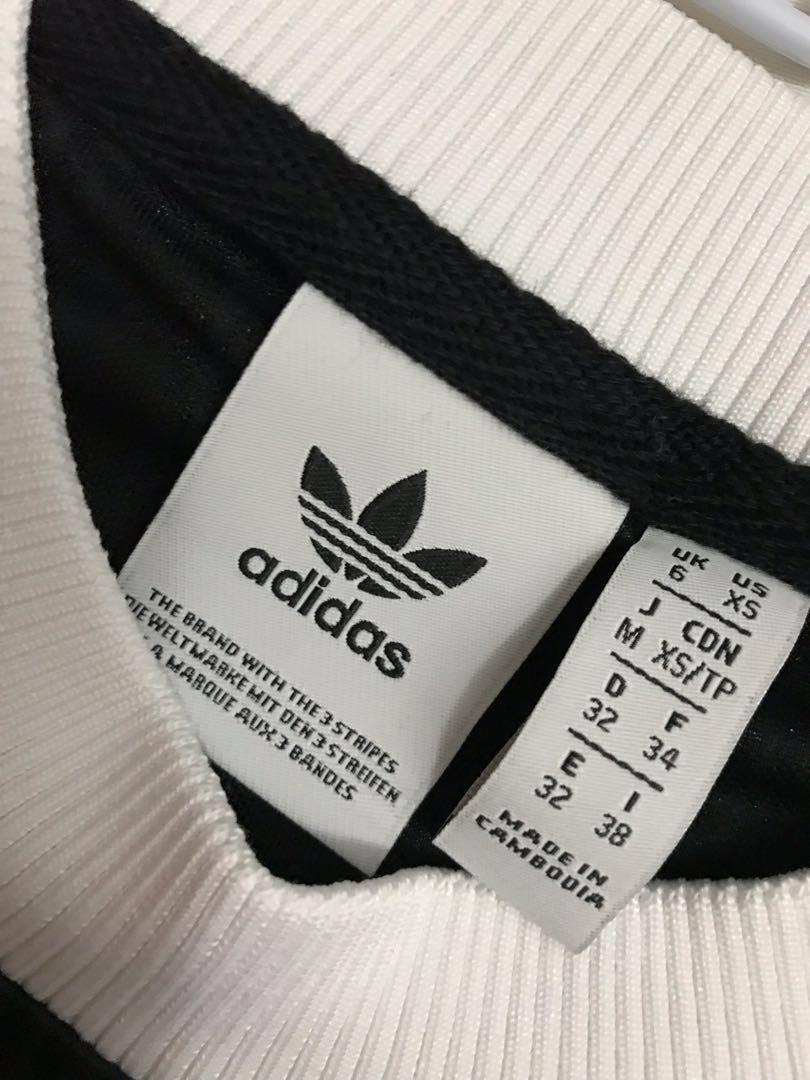 adidas
THE BRAND WITH THE 3 STRIPES
DIE WELTMARKE MIT DEN 3 STREIFEN
LA MARQUE AUX 3 BANDES
UK US
6 XS
J CDN
M XS/TP
D F
32 34
E I
32 38
MADE IN
CAMBODIA